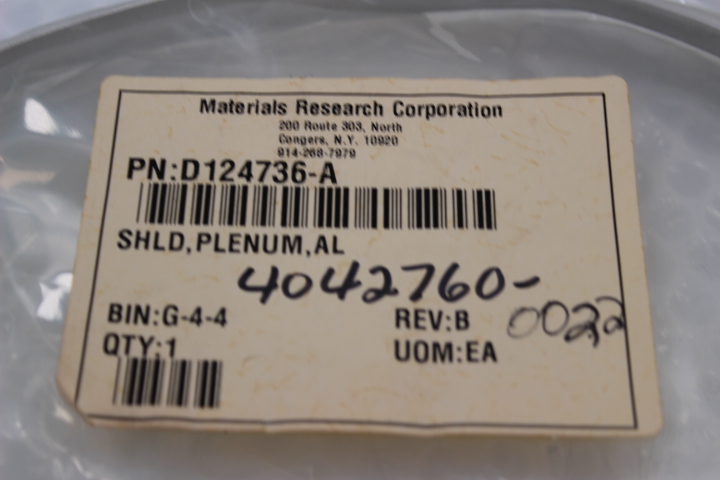 Materials Research Corporation
200 Route 303, North
Congers, N.Y. 10920
914-268-7979
PN:D124736-A
SHLD,PLENUM,AL
4042760-
0022
BIN:G-4-4
REV:B
QTY:1
UOM:EA